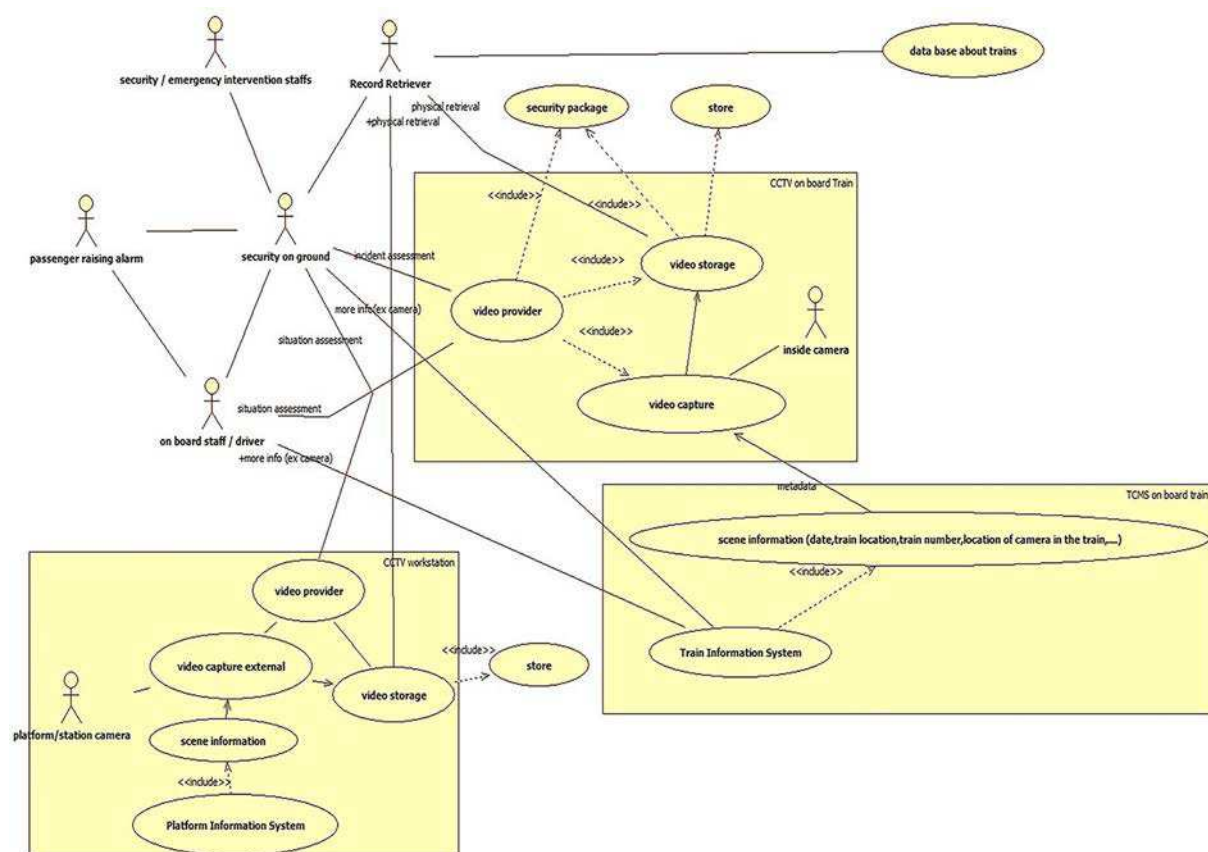 data base about trains
security / emergency intervention staffs
Record Retriever
physical retrieval
+physical retrieval
security package
store
CCTV on board Train
<<include>>
<<include>>
passenger raising alarm
security on ground
incident assessment
<<include>>
video storage
more info(ex camera)
video provider
situation assessment
<<include>>
inside camera
video capture
situation assessment
on board staff / driver
+more info (ex camera)
metadata
TCMS on board train
scene information (date,train location,train number,location of camera in the train,....)
<<include>>
CCTV workstation
video provider
Train Information System
<<include>>
video capture external
store
video storage
platform/station camera
scene information
<<include>>
Platform Information System